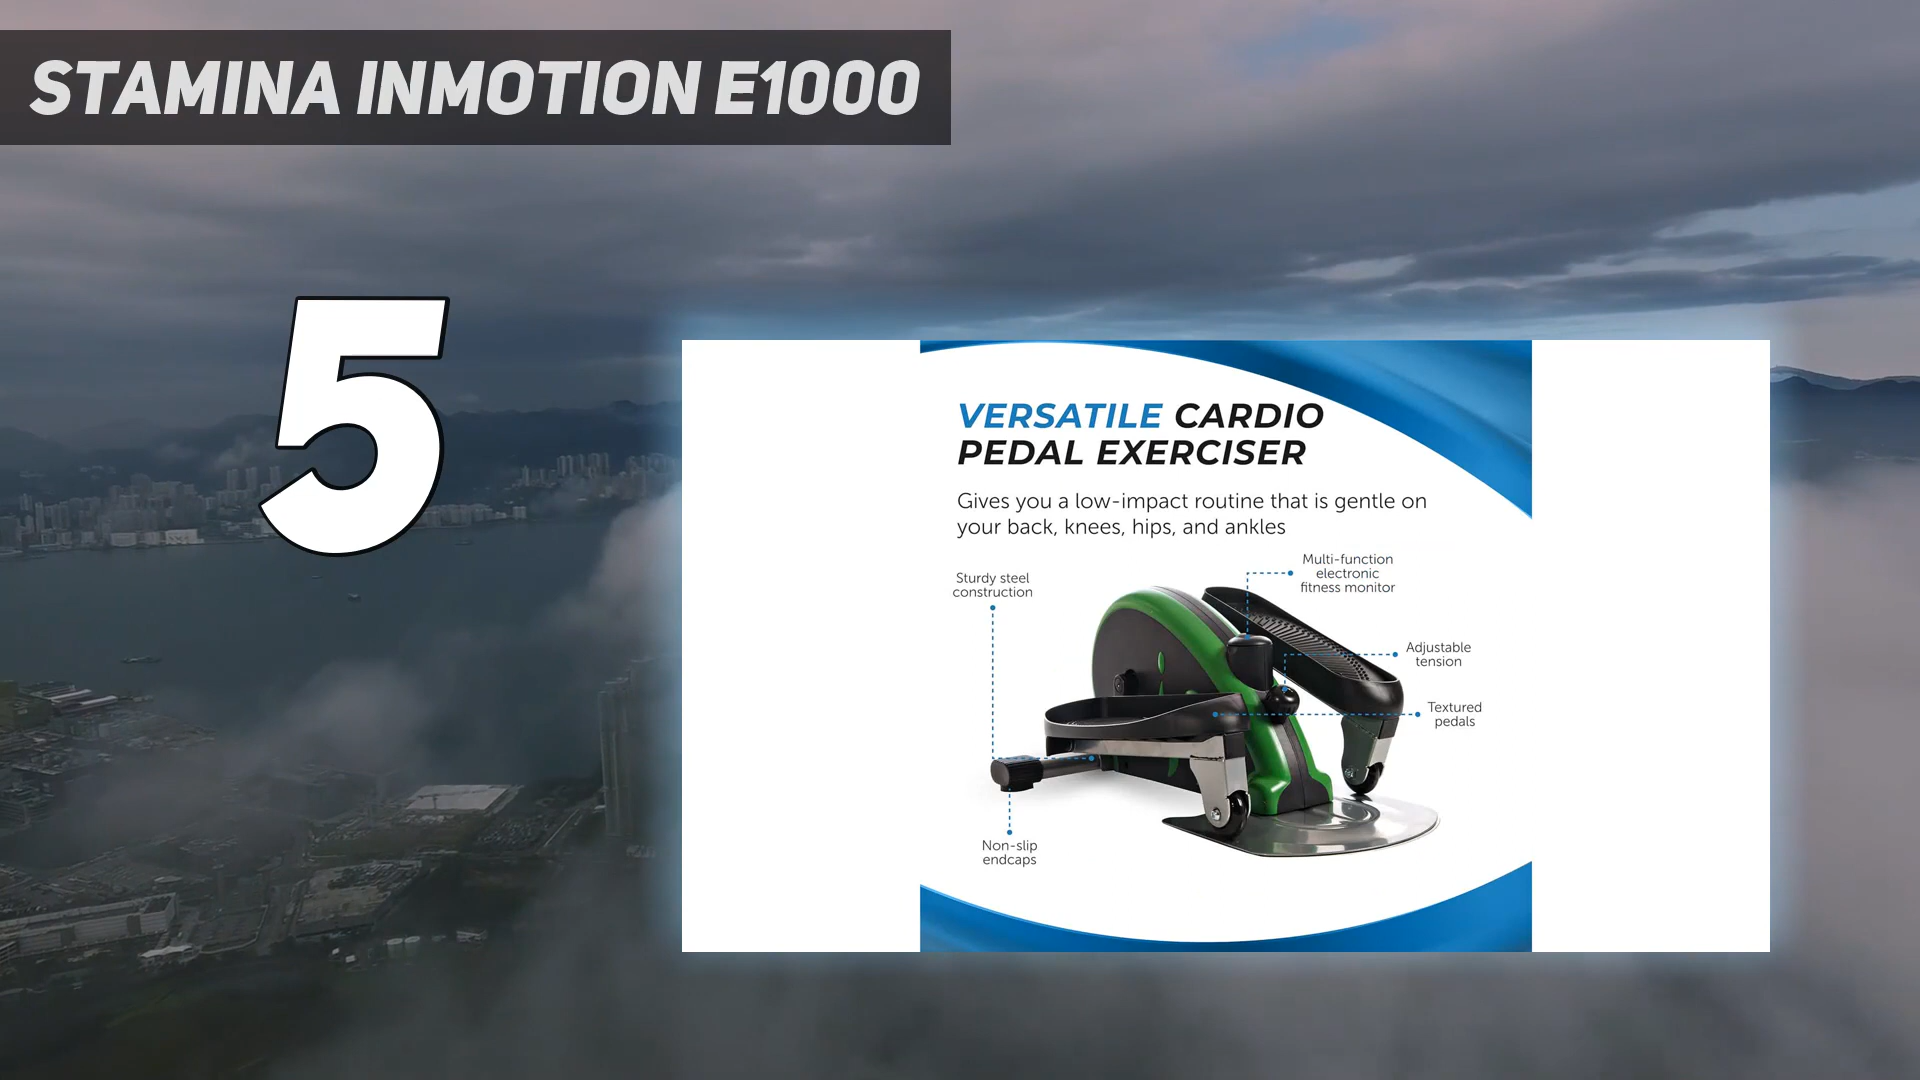 STAMINA INMOTION E1000
5
VERSATILE CARDIO
PEDAL EXERCISER
Gives you a low-impact routine that is gentle on
your back, knees, hips, and ankles
Multi-function
electronic
fitness monitor
Sturdy steel
construction
Adjustable
tension
Textured
pedals
Non-slip
endcaps